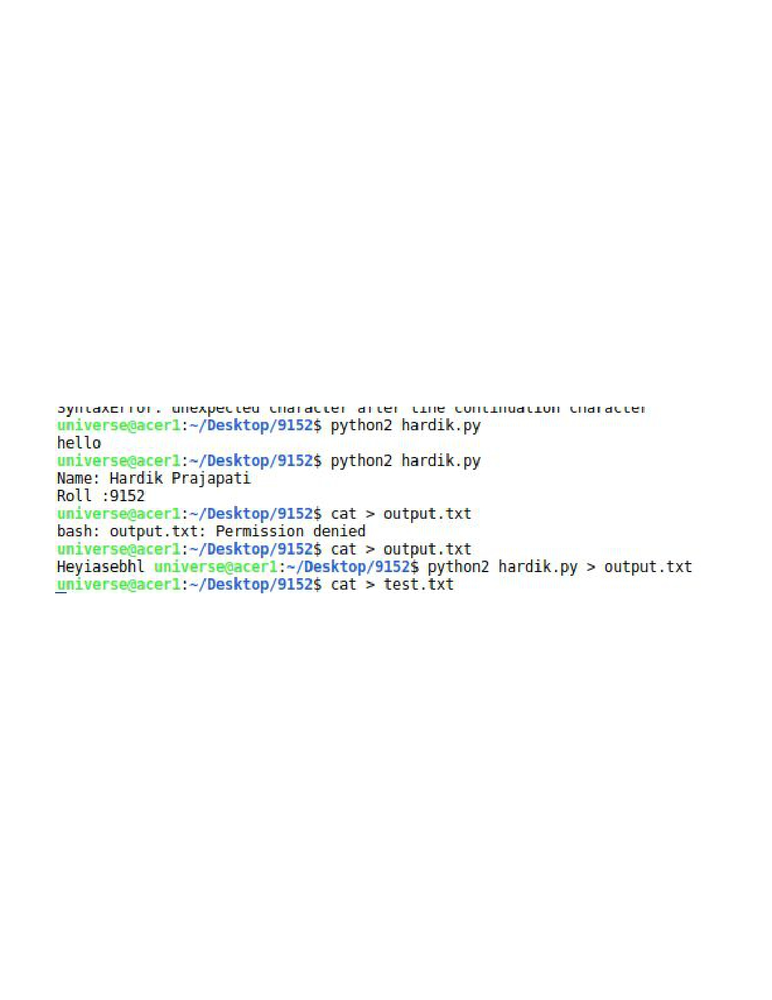 SyntaxError: unexpected character after line continuation character
universe@acer1:~/Desktop/9152$ python2 hardik.py
hello
universe@acer1:~/Desktop/9152$ python2 hardik.py
Name: Hardik Prajapati
Roll :9152
universe@acer1:~/Desktop/9152$ cat > output.txt
bash: output.txt: Permission denied
universe@acer1:~/Desktop/9152$ cat > output.txt
Heyiasebhl universe@acer1:~/Desktop/9152$ python2 hardik.py > output.txt
universe@acer1:~/Desktop/9152$ cat > test.txt